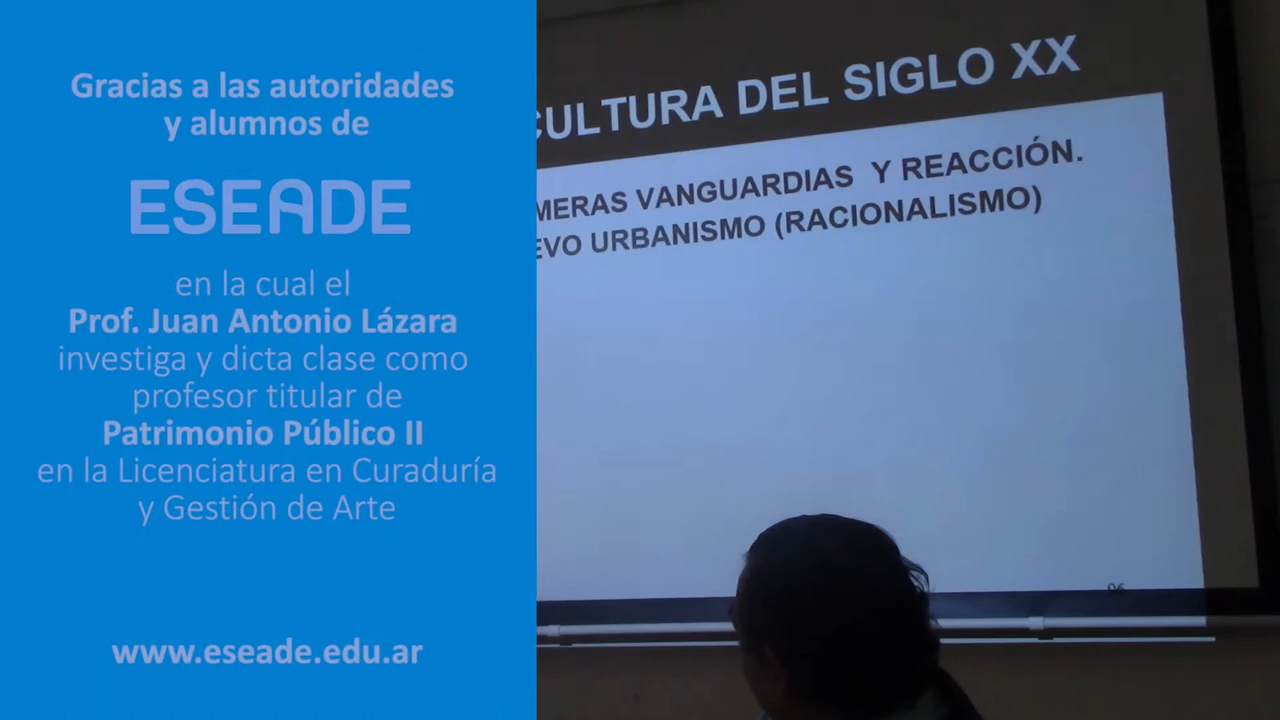 Gracias a las autoridades
y alumnos de
ESEADE
en la cual el
Prof. Juan Antonio Lázara
investiga y dicta clase como
profesor titular de
Patrimonio Público II
en la Licenciatura en Curaduría
y Gestión de Arte
www.eseade.edu.ar
CULTURA DEL SIGLO XX
MERAS VANGUARDIAS Y REACCIÓN.
EVO URBANISMO (RACIONALISMO)